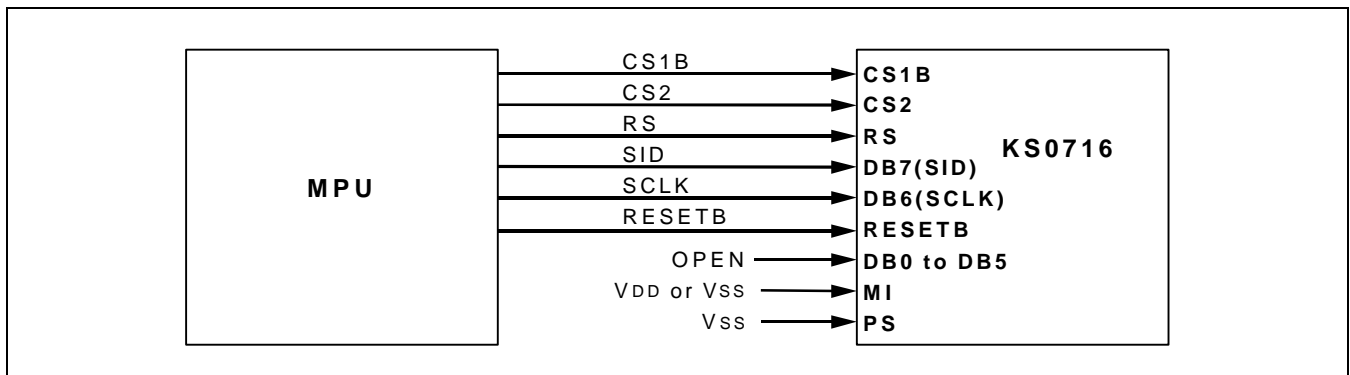 MPU
CS1B
CS2
RS
SID
SCLK
RESETB
OPEN
VDD or VSS
VSS
CS1B
CS2
RS
DB7(SID)
DB6(SCLK)
RESETB
DB0 to DB5
MI
PS
KS0716